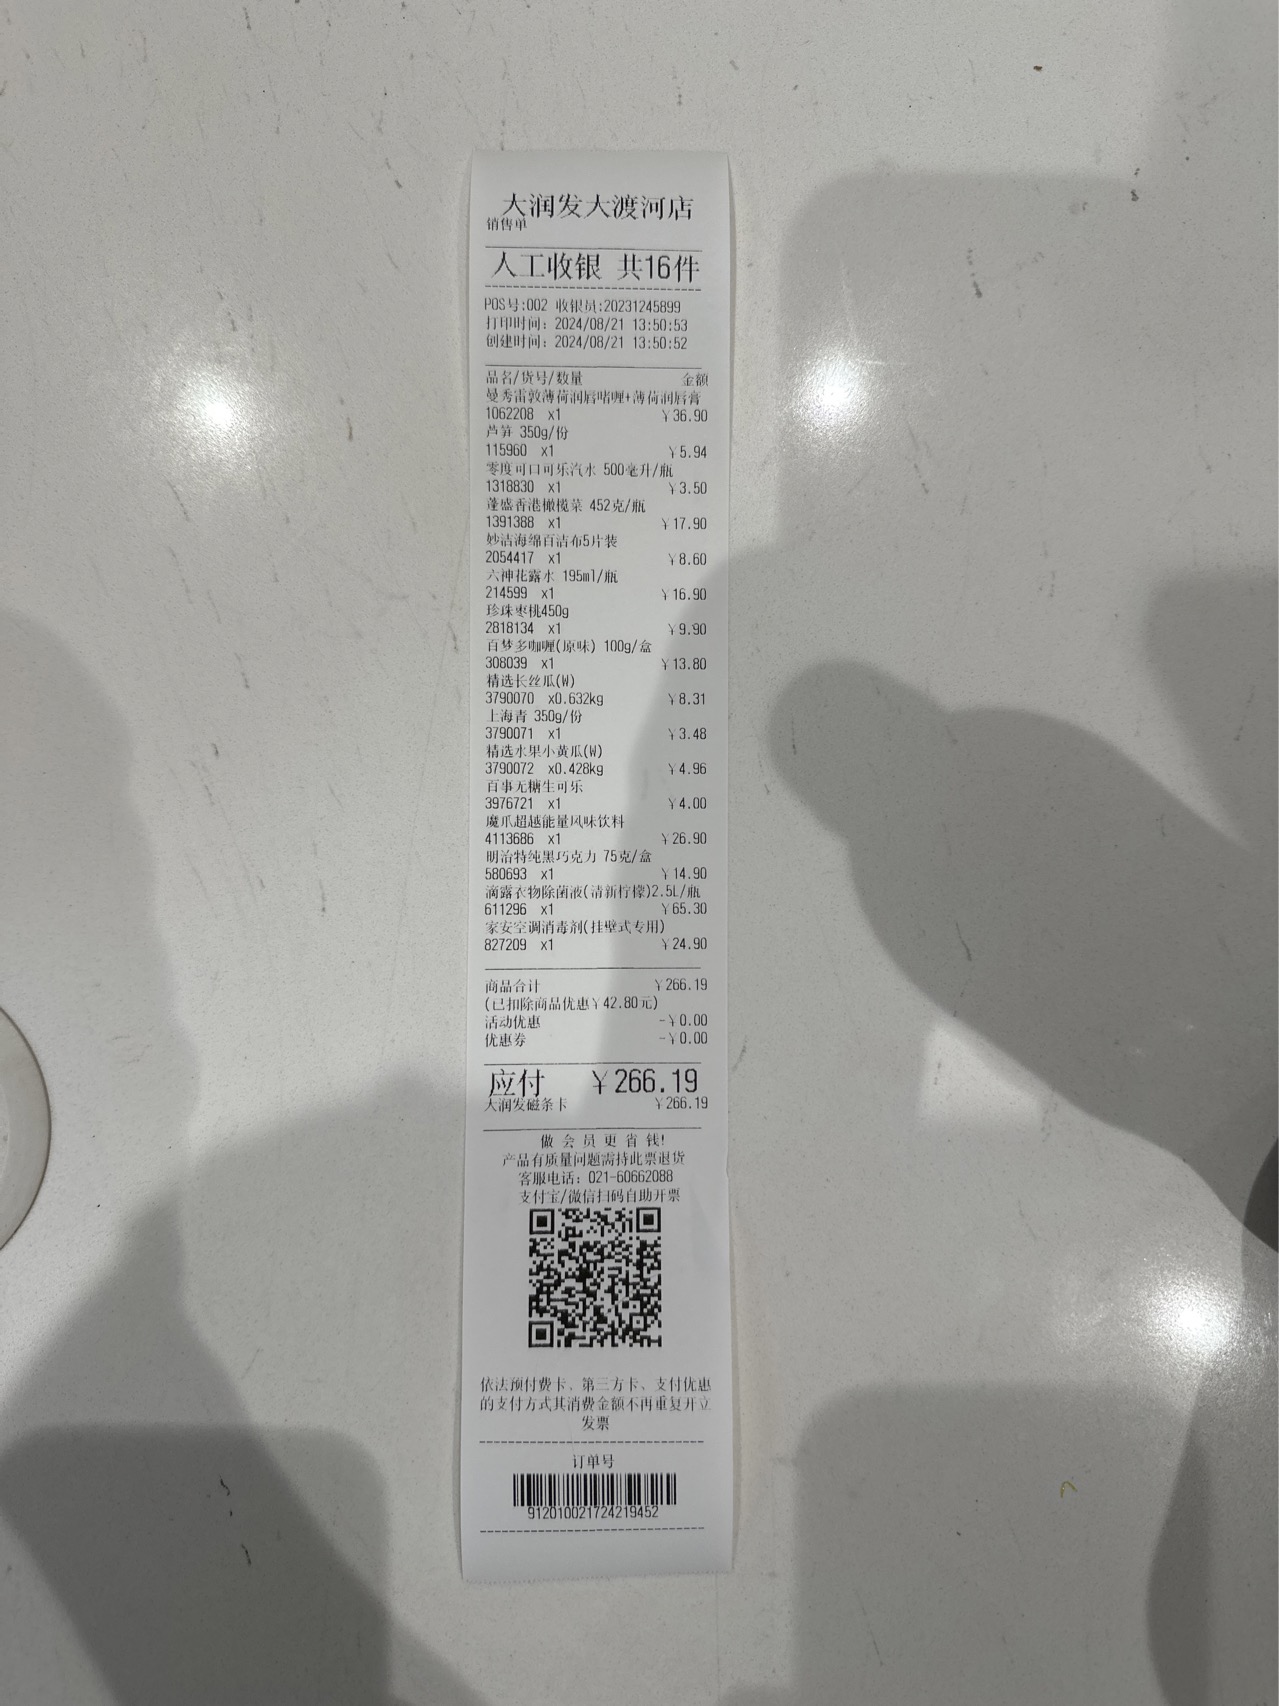 大润发大渡河店
销售单
人工收银 共16件
POS号:002 收银员:20231245899
打印时间: 2024/08/21 13:50:53
创建时间: 2024/08/21 13:50:52
品名/货号/数量 金额
曼秀雷敦薄荷润唇啫喱+薄荷润唇膏
1062208 x1 ¥36.90
芦笋 350g/份
115960 x1 ¥5.94
零度可口可乐汽水 500毫升/瓶
1318830 x1 ¥3.50
蓬盛香港橄榄菜 452克/瓶
1391388 x1 ¥17.90
妙洁海绵百洁布5片装
2054417 x1 ¥8.60
六神花露水 195ml/瓶
214599 x1 ¥16.90
珍珠枣桃450g
2818134 x1 ¥9.90
百梦多咖喱(原味) 100g/盒
308039 x1 ¥13.80
精选长丝瓜(W)
3790070 x0.632kg ¥8.31
上海青 350g/份
3790071 x1 ¥3.48
精选水果小黄瓜(W)
3790072 x0.428kg ¥4.96
百事无糖生可乐
3976721 x1 ¥4.00
魔爪超越能量风味饮料
4113686 x1 ¥26.90
明治特纯黑巧克力 75克/盒
580693 x1 ¥14.90
滴露衣物除菌液(清新柠檬)2.5L/瓶
611296 x1 ¥65.30
家安空调消毒剂(挂壁式专用)
827209 x1 ¥24.90
商品合计 ¥266.19
(已扣除商品优惠¥42.80元)
活动优惠 -¥0.00
优惠券 -¥0.00
应付 ¥266.19
大润发磁条卡 ¥266.19
做 会 员 更 省 钱!
产品有质量问题需持此票退货
客服电话: 021-60662088
支付宝/微信扫码自助开票
依法预付费卡、第三方卡、支付优惠
的支付方式其消费金额不再重复开立
发票
订单号
912010021724219452